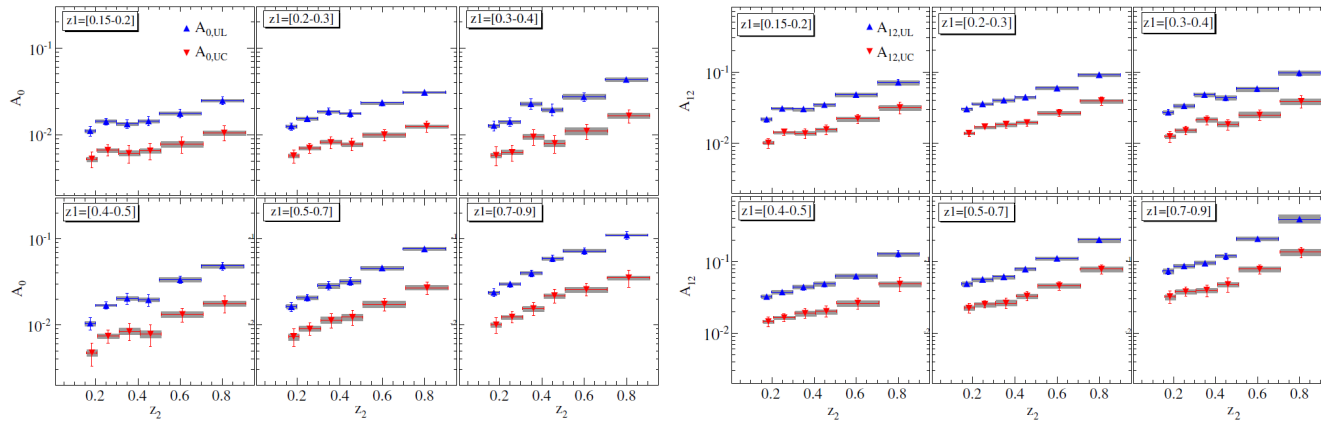 z1=[0.15-0.2] z1=[0.2-0.3] z1=[0.3-0.4]
A0,UL
A0,UC
A0
10^-1
10^-2
z1=[0.4-0.5] z1=[0.5-0.7] z1=[0.7-0.9]
A0
10^-1
10^-2
0.2 0.4 0.6 0.8 0.2 0.4 0.6 0.8 0.2 0.4 0.6 0.8
z2 z2 z2
z1=[0.15-0.2] z1=[0.2-0.3] z1=[0.3-0.4]
A12,UL
A12,UC
A12
10^-1
10^-2
z1=[0.4-0.5] z1=[0.5-0.7] z1=[0.7-0.9]
A12
10^-1
10^-2
0.2 0.4 0.6 0.8 0.2 0.4 0.6 0.8 0.2 0.4 0.6 0.8
z2 z2 z2